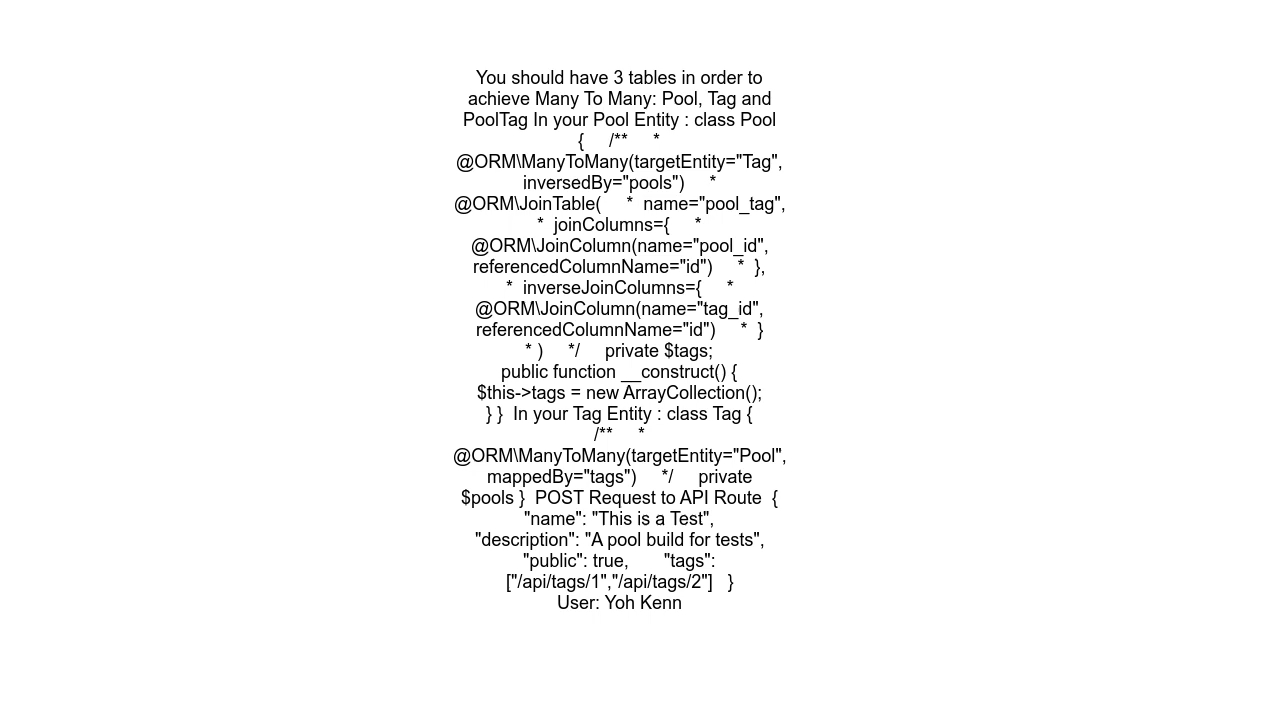 You should have 3 tables in order to
achieve Many To Many: Pool, Tag and
PoolTag In your Pool Entity : class Pool
{     /**     *
@ORM\ManyToMany(targetEntity="Tag",
inversedBy="pools")     *
@ORM\JoinTable(     *  name="pool_tag",
*  joinColumns={     *
@ORM\JoinColumn(name="pool_id",
referencedColumnName="id")     *  },
*  inverseJoinColumns={     *
@ORM\JoinColumn(name="tag_id",
referencedColumnName="id")     *  }
* )     */     private $tags;
public function __construct() {
$this->tags = new ArrayCollection();
} }  In your Tag Entity : class Tag {
/**     *
@ORM\ManyToMany(targetEntity="Pool",
mappedBy="tags")     */     private
$pools }  POST Request to API Route  {
"name": "This is a Test",
"description": "A pool build for tests",
"public": true,       "tags":
["/api/tags/1","/api/tags/2"]   }
User: Yoh Kenn